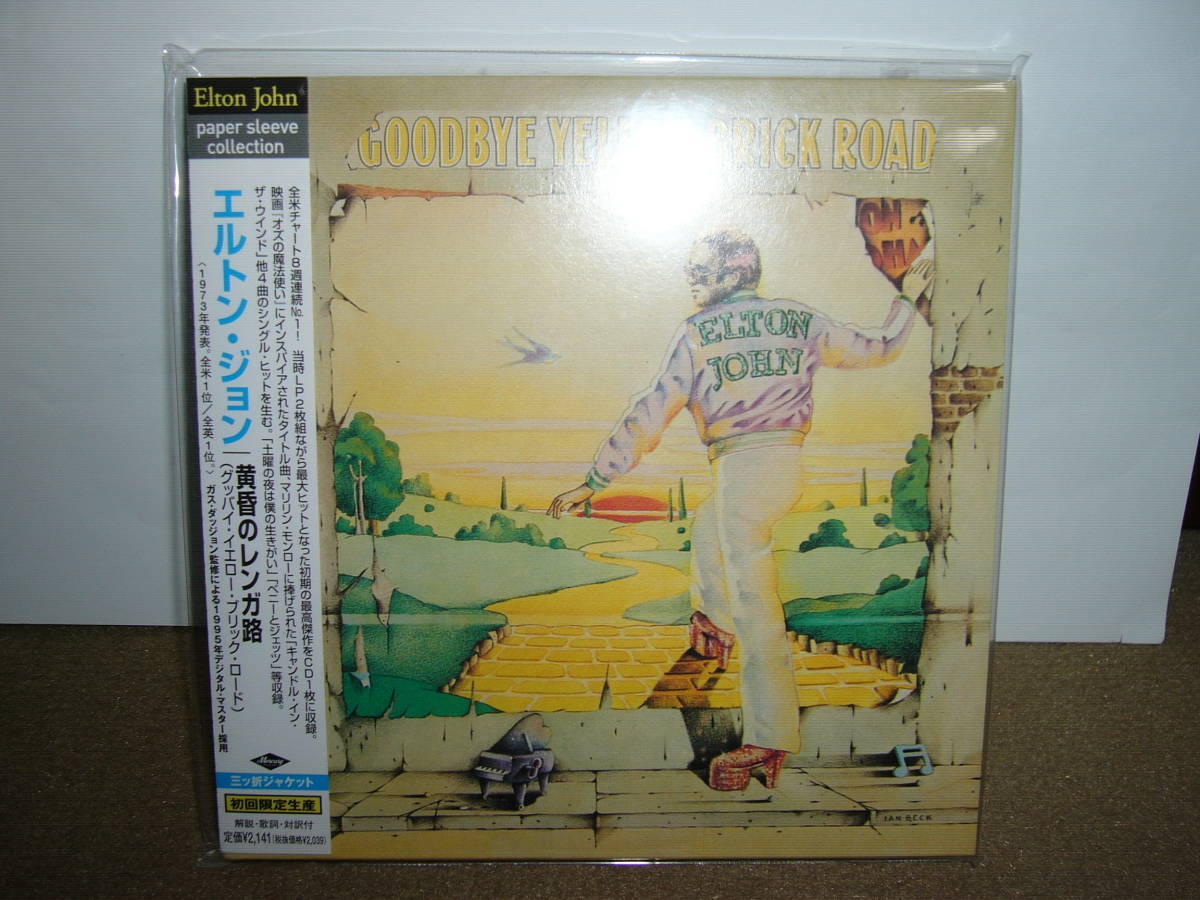 Elton John
paper sleeve
collection
エルトン・ジョン
黄昏のレンガ路
(グッバイ・イエロー・ブリック・ロード)
〈1973年発表。全米1位/全英1位。〉
ガス・ダッジョン監修による1995年デジタル・マスター採用
全米チャート8週連続No.1! 当時LP2枚組ながら最大ヒットとなった初期の最高傑作をCD1枚に収録。
映画「オズの魔法使い」にインスパイアされたタイトル曲、マリリン・モンローに捧げられた「キャンドル・イン・
ザ・ウインド」他4曲のシングル・ヒットを生む。「土曜の夜は僕の生きがい」「ベニーとジェッツ」等収録。
Mercury
三ッ折ジャケット
初回限定生産
解説・歌詞・対訳付
定価¥2,141(税抜価格¥2,039)
GOODBYE YEL BRICK ROAD
ELTON
JOHN
IAN BECK